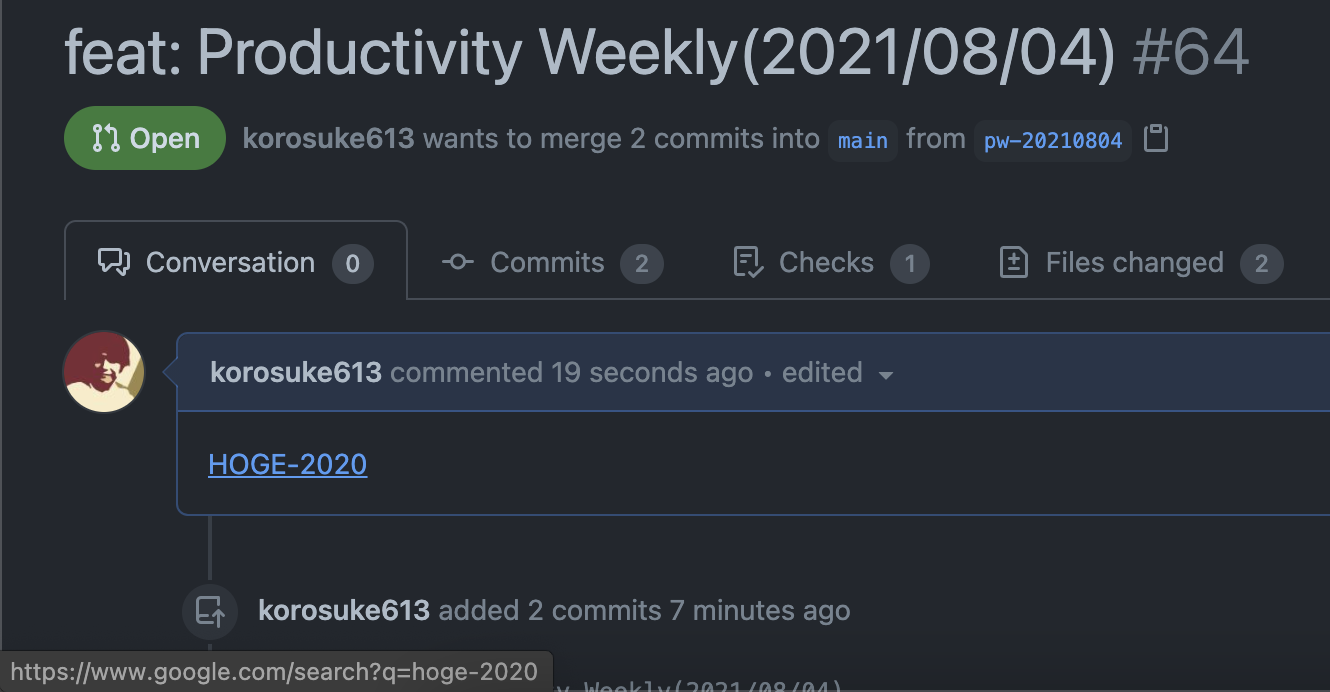 feat: Productivity Weekly(2021/08/04) #64
Open korosuke613 wants to merge 2 commits into main from pw-20210804
Conversation 0 Commits 2 Checks 1 Files changed 2
korosuke613 commented 19 seconds ago • edited
HOGE-2020
korosuke613 added 2 commits 7 minutes ago
https://www.google.com/search?q=hoge-2020
y Weekly(2021/08/04)